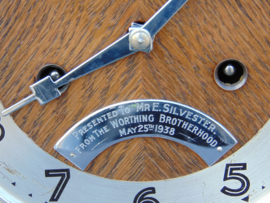 PRESENTED TO MR E. SILVESTER.
FROM THE WORTHING BROTHERHOOD
MAY 25TH 1938
7 6 5